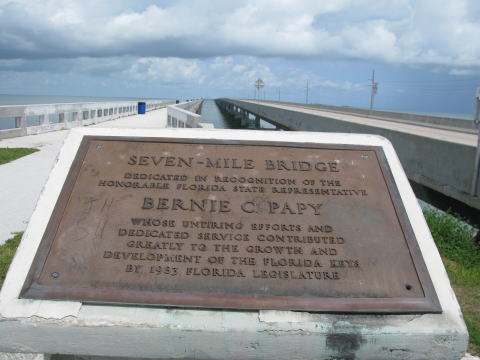 SEVEN-MILE BRIDGE
DEDICATED IN RECOGNITION OF THE
HONORABLE FLORIDA STATE REPRESENTATIVE
BERNIE C. PAPY
WHOSE UNTIRING EFFORTS AND
DEDICATED SERVICE CONTRIBUTED
GREATLY TO THE GROWTH AND
DEVELOPMENT OF THE FLORIDA KEYS
BY 1983 FLORIDA LEGISLATURE